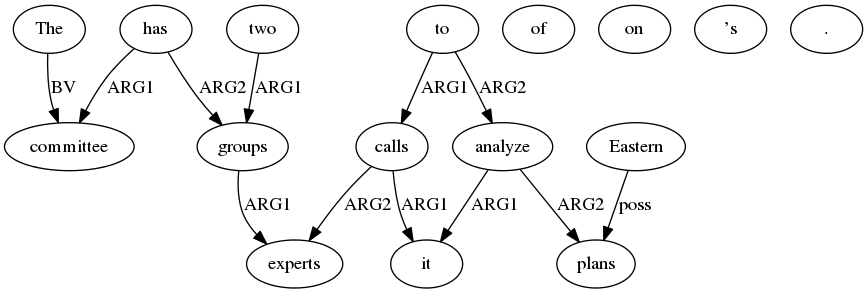 The has two to of on 's .
BV ARG1 ARG2 ARG1 ARG1 ARG2
committee groups calls analyze Eastern
ARG1 ARG2 ARG1 ARG1 ARG2 poss
experts it plans